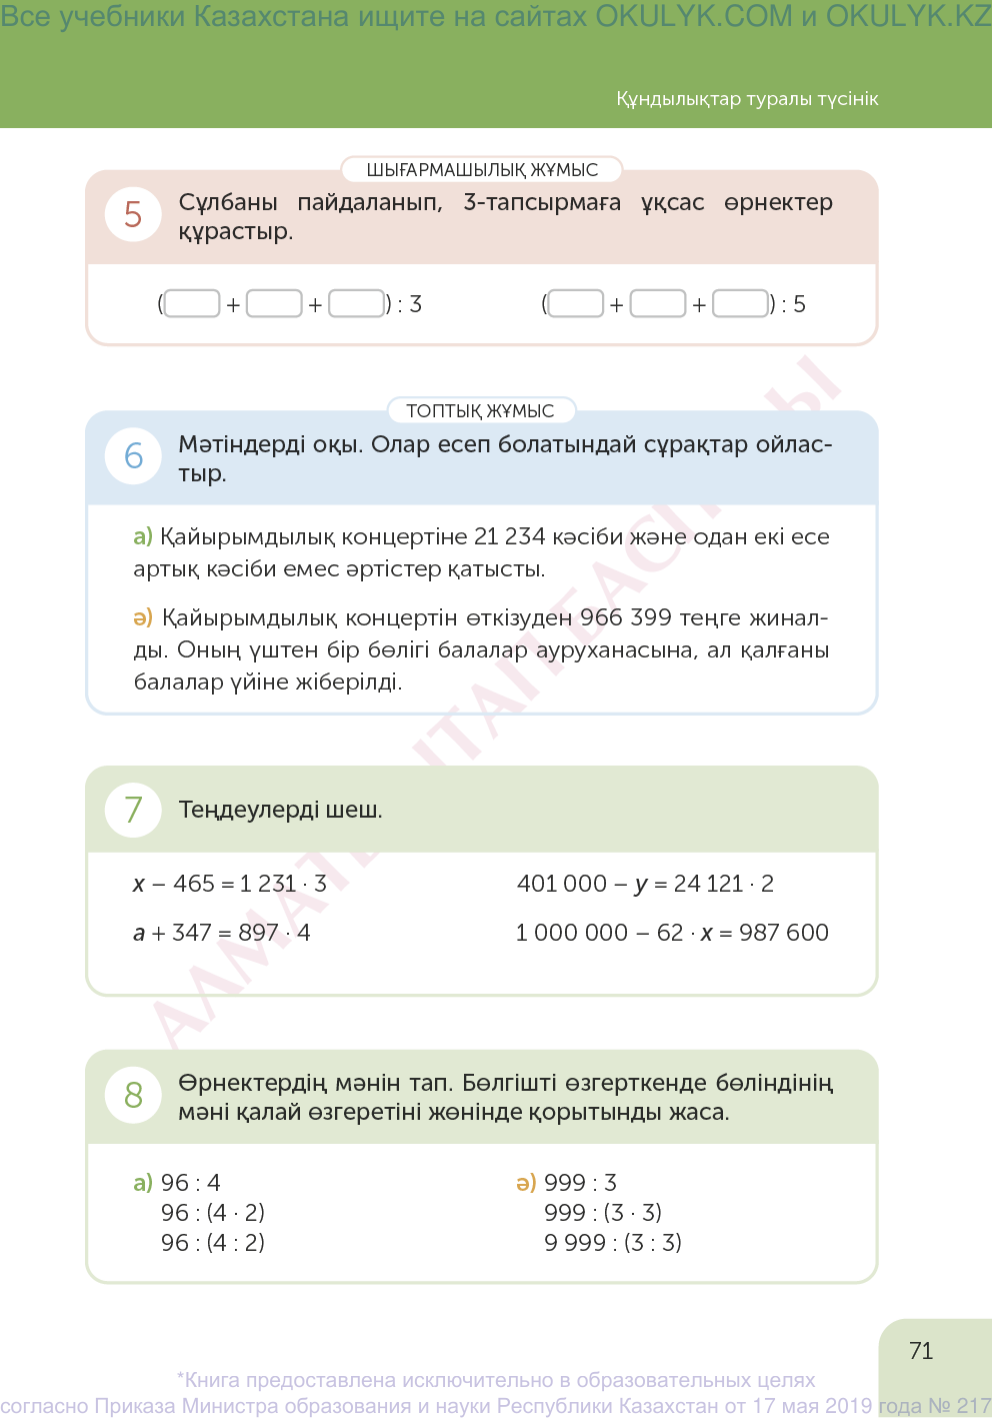 Все учебники Казахстана ищите на сайтах OKULYK.COM и OKULYK.KZ
Құндылықтар туралы түсінік
ШЫҒАРМАШЫЛЫҚ ЖҰМЫС
5
Сұлбаны пайдаланып, 3-тапсырмаға ұқсас өрнектер
құрастыр.
( + + ) : 3 ( + + ) : 5
ТОПТЫҚ ЖҰМЫС
6
Мәтіндерді оқы. Олар есеп болатындай сұрақтар ойлас-
тыр.
а) Қайырымдылық концертіне 21 234 кәсіби және одан екі есе
артық кәсіби емес әртістер қатысты.
ә) Қайырымдылық концертін өткізуден 966 399 теңге жинал-
ды. Оның үштен бір бөлігі балалар ауруханасына, ал қалғаны
балалар үйіне жіберілді.
7
Теңдеулерді шеш.
x – 465 = 1 231 · 3 401 000 – y = 24 121 · 2
a + 347 = 897 · 4 1 000 000 – 62 · x = 987 600
8
Өрнектердің мәнін тап. Бөлгішті өзгерткенде бөліндінің
мәні қалай өзгеретіні жөнінде қорытынды жаса.
а) 96 : 4 ә) 999 : 3
96 : (4 · 2) 999 : (3 · 3)
96 : (4 : 2) 9 999 : (3 : 3)
71
*Книга предоставлена исключительно в образовательных целях
согласно Приказа Министра образования и науки Республики Казахстан от 17 мая 2019 года № 217